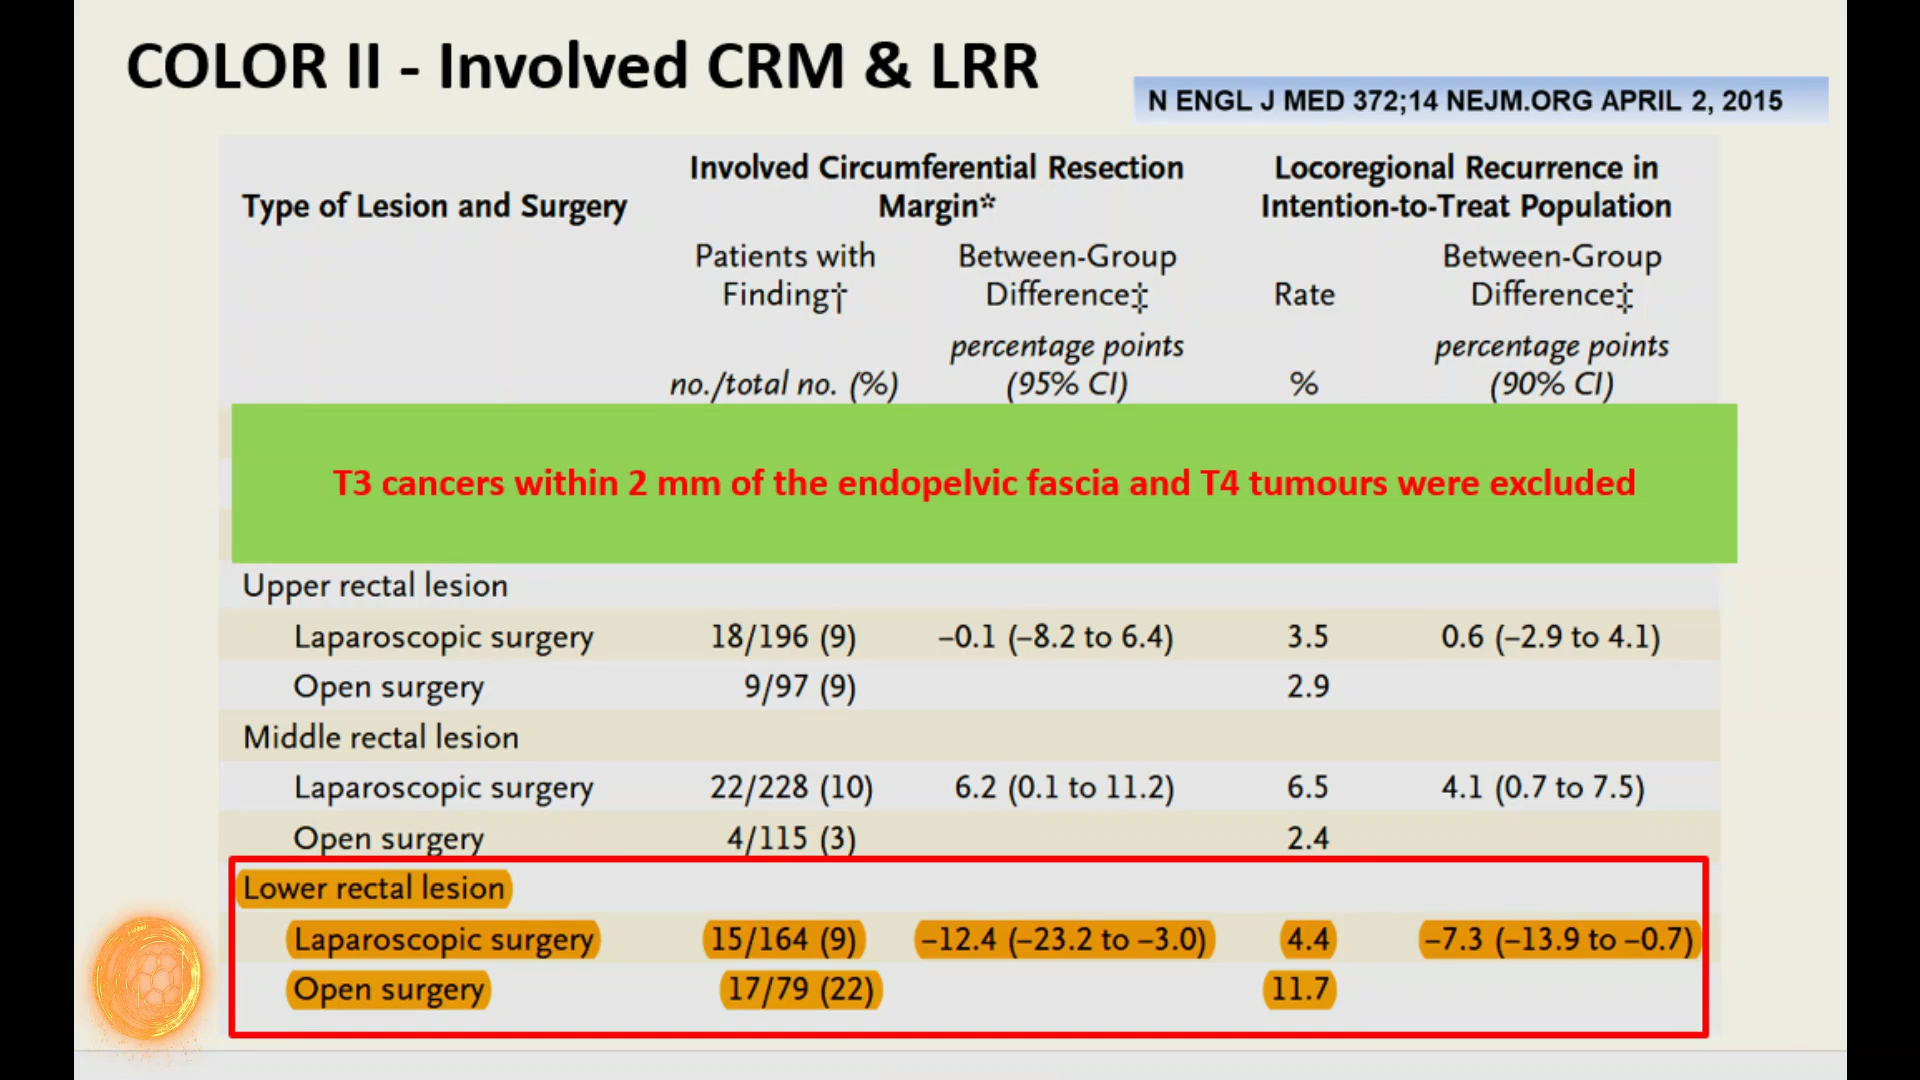 COLOR II - Involved CRM & LRR
N ENGL J MED 372;14 NEJM.ORG APRIL 2, 2015
Type of Lesion and Surgery
Involved Circumferential Resection
Margin*
Locoregional Recurrence in
Intention-to-Treat Population
Patients with
Finding†
Between-Group
Difference‡
Rate
Between-Group
Difference‡
no./total no. (%)
percentage points
(95% CI)
%
percentage points
(90% CI)
T3 cancers within 2 mm of the endopelvic fascia and T4 tumours were excluded
Upper rectal lesion
Laparoscopic surgery 18/196 (9) –0.1 (–8.2 to 6.4) 3.5 0.6 (–2.9 to 4.1)
Open surgery 9/97 (9) 2.9
Middle rectal lesion
Laparoscopic surgery 22/228 (10) 6.2 (0.1 to 11.2) 6.5 4.1 (0.7 to 7.5)
Open surgery 4/115 (3) 2.4
Lower rectal lesion
Laparoscopic surgery 15/164 (9) –12.4 (–23.2 to –3.0) 4.4 –7.3 (–13.9 to –0.7)
Open surgery 17/79 (22) 11.7